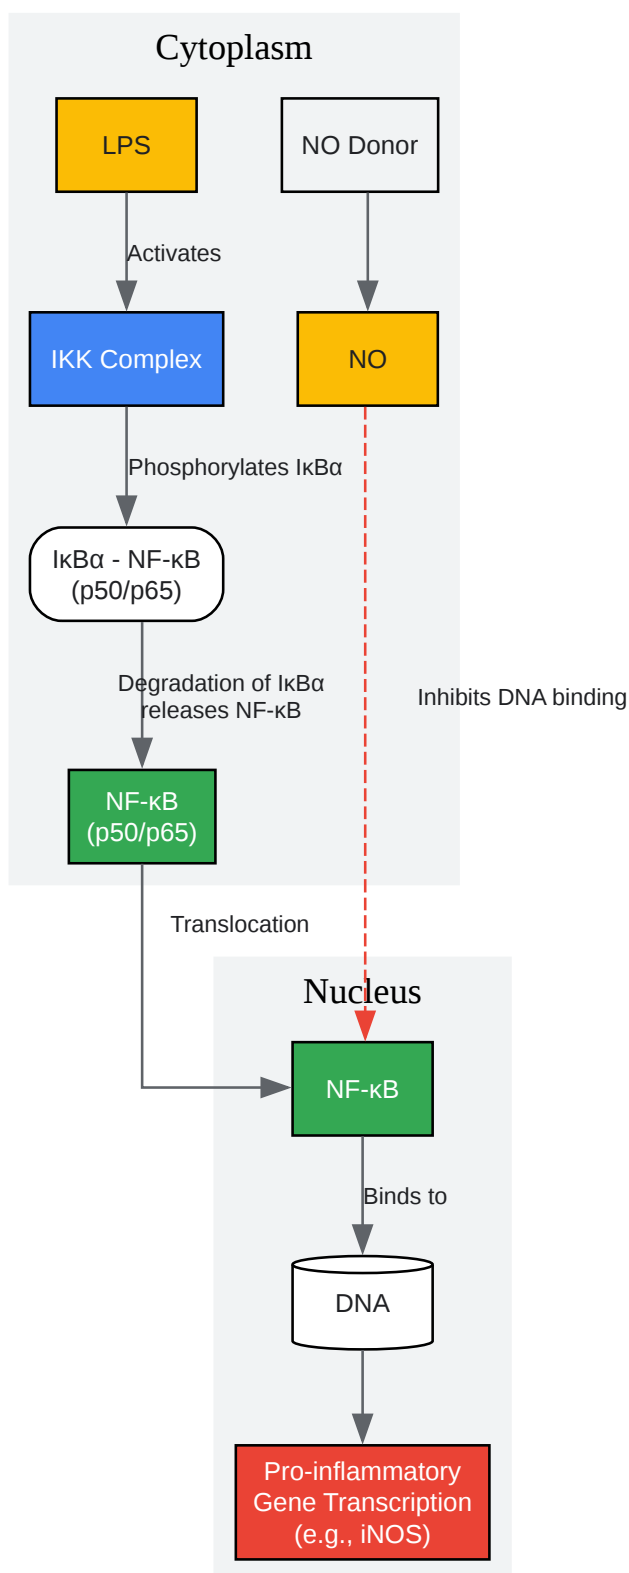 Cytoplasm
LPS
NO Donor
Activates
IKK Complex
NO
Phosphorylates IκBα
IκBα - NF-κB
(p50/p65)
Degradation of IκBα
releases NF-κB
Inhibits DNA binding
NF-κB
(p50/p65)
Translocation
Nucleus
NF-κB
Binds to
DNA
Pro-inflammatory
Gene Transcription
(e.g., iNOS)